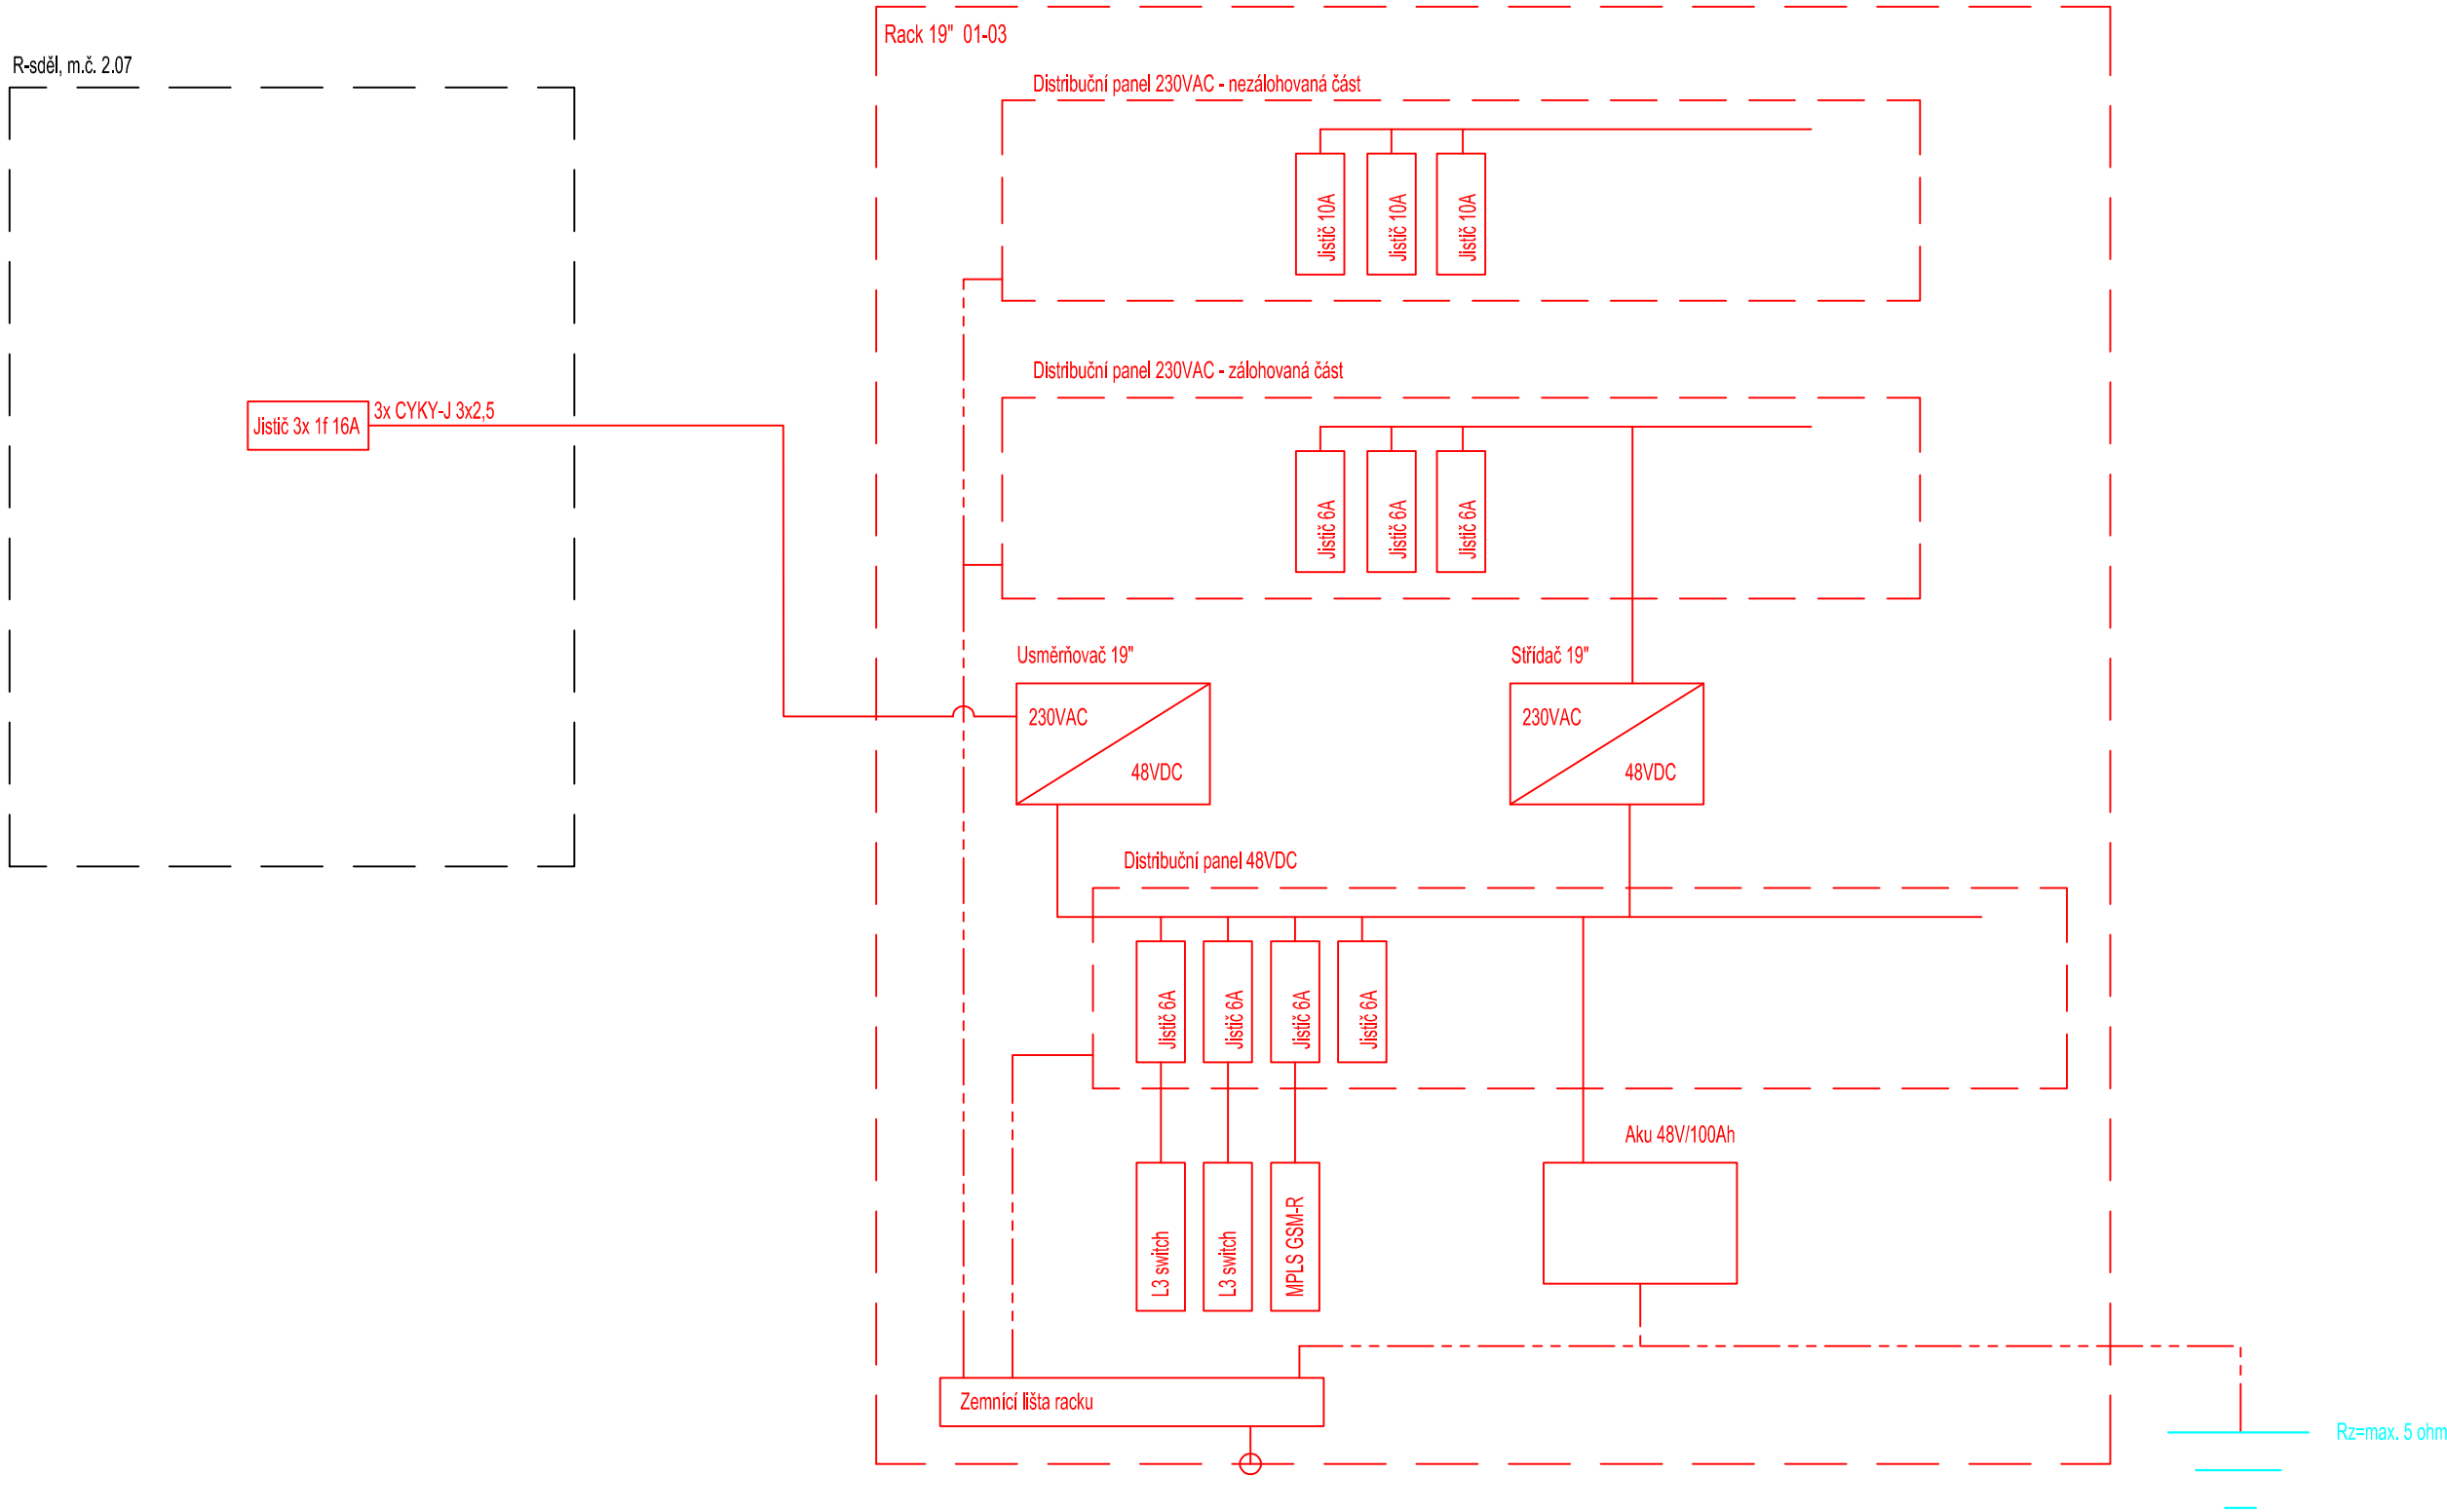 Rack 19" 01-03
R-sděl, m.č. 2.07
Distribuční panel 230VAC - nezálohovaná část
Jistič 10A
Jistič 10A
Jistič 10A
Distribuční panel 230VAC - zálohovaná část
3x CYKY-J 3x2,5
Jistič 3x 1f 16A
Jistič 6A
Jistič 6A
Jistič 6A
Usměrňovač 19"
Střídač 19"
230VAC
48VDC
230VAC
48VDC
Distribuční panel 48VDC
Jistič 6A
Jistič 6A
Jistič 6A
Jistič 6A
Aku 48V/100Ah
L3 switch
L3 switch
MPLS GSM-R
Zemnící lišta racku
Rz=max. 5 ohm